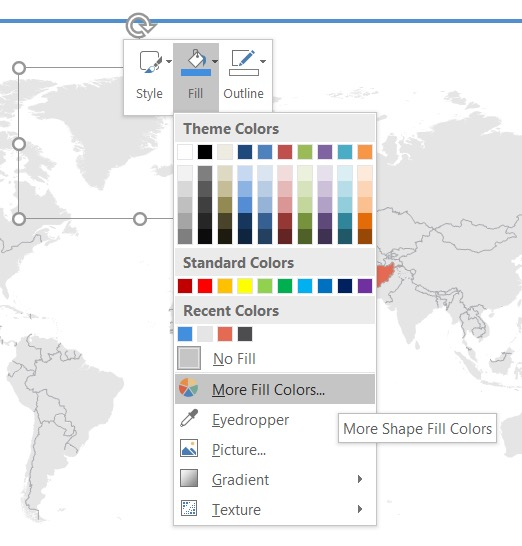 Style
Fill
Outline
Theme Colors
Standard Colors
Recent Colors
No Fill
More Fill Colors...
Eyedropper
More Shape Fill Colors
Picture...
Gradient
Texture